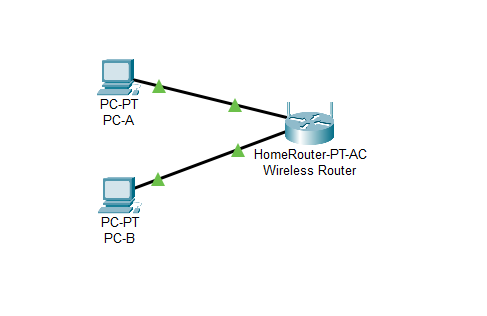 PC-PT
PC-A
HomeRouter-PT-AC
Wireless Router
PC-PT
PC-B